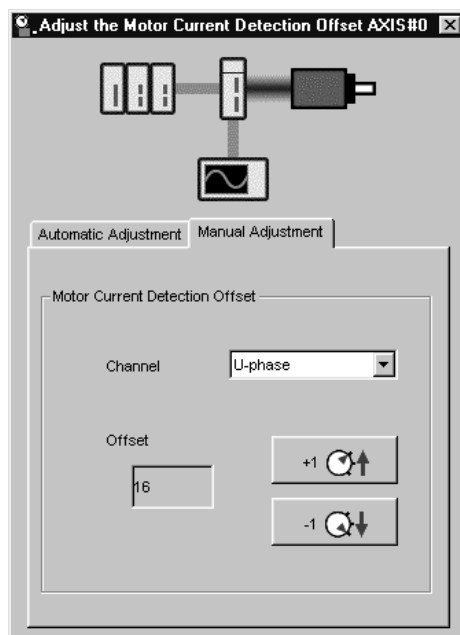 Adjust the Motor Current Detection Offset AXIS#0
Automatic Adjustment
Manual Adjustment
Motor Current Detection Offset
Channel
U-phase
Offset
16
+1
-1